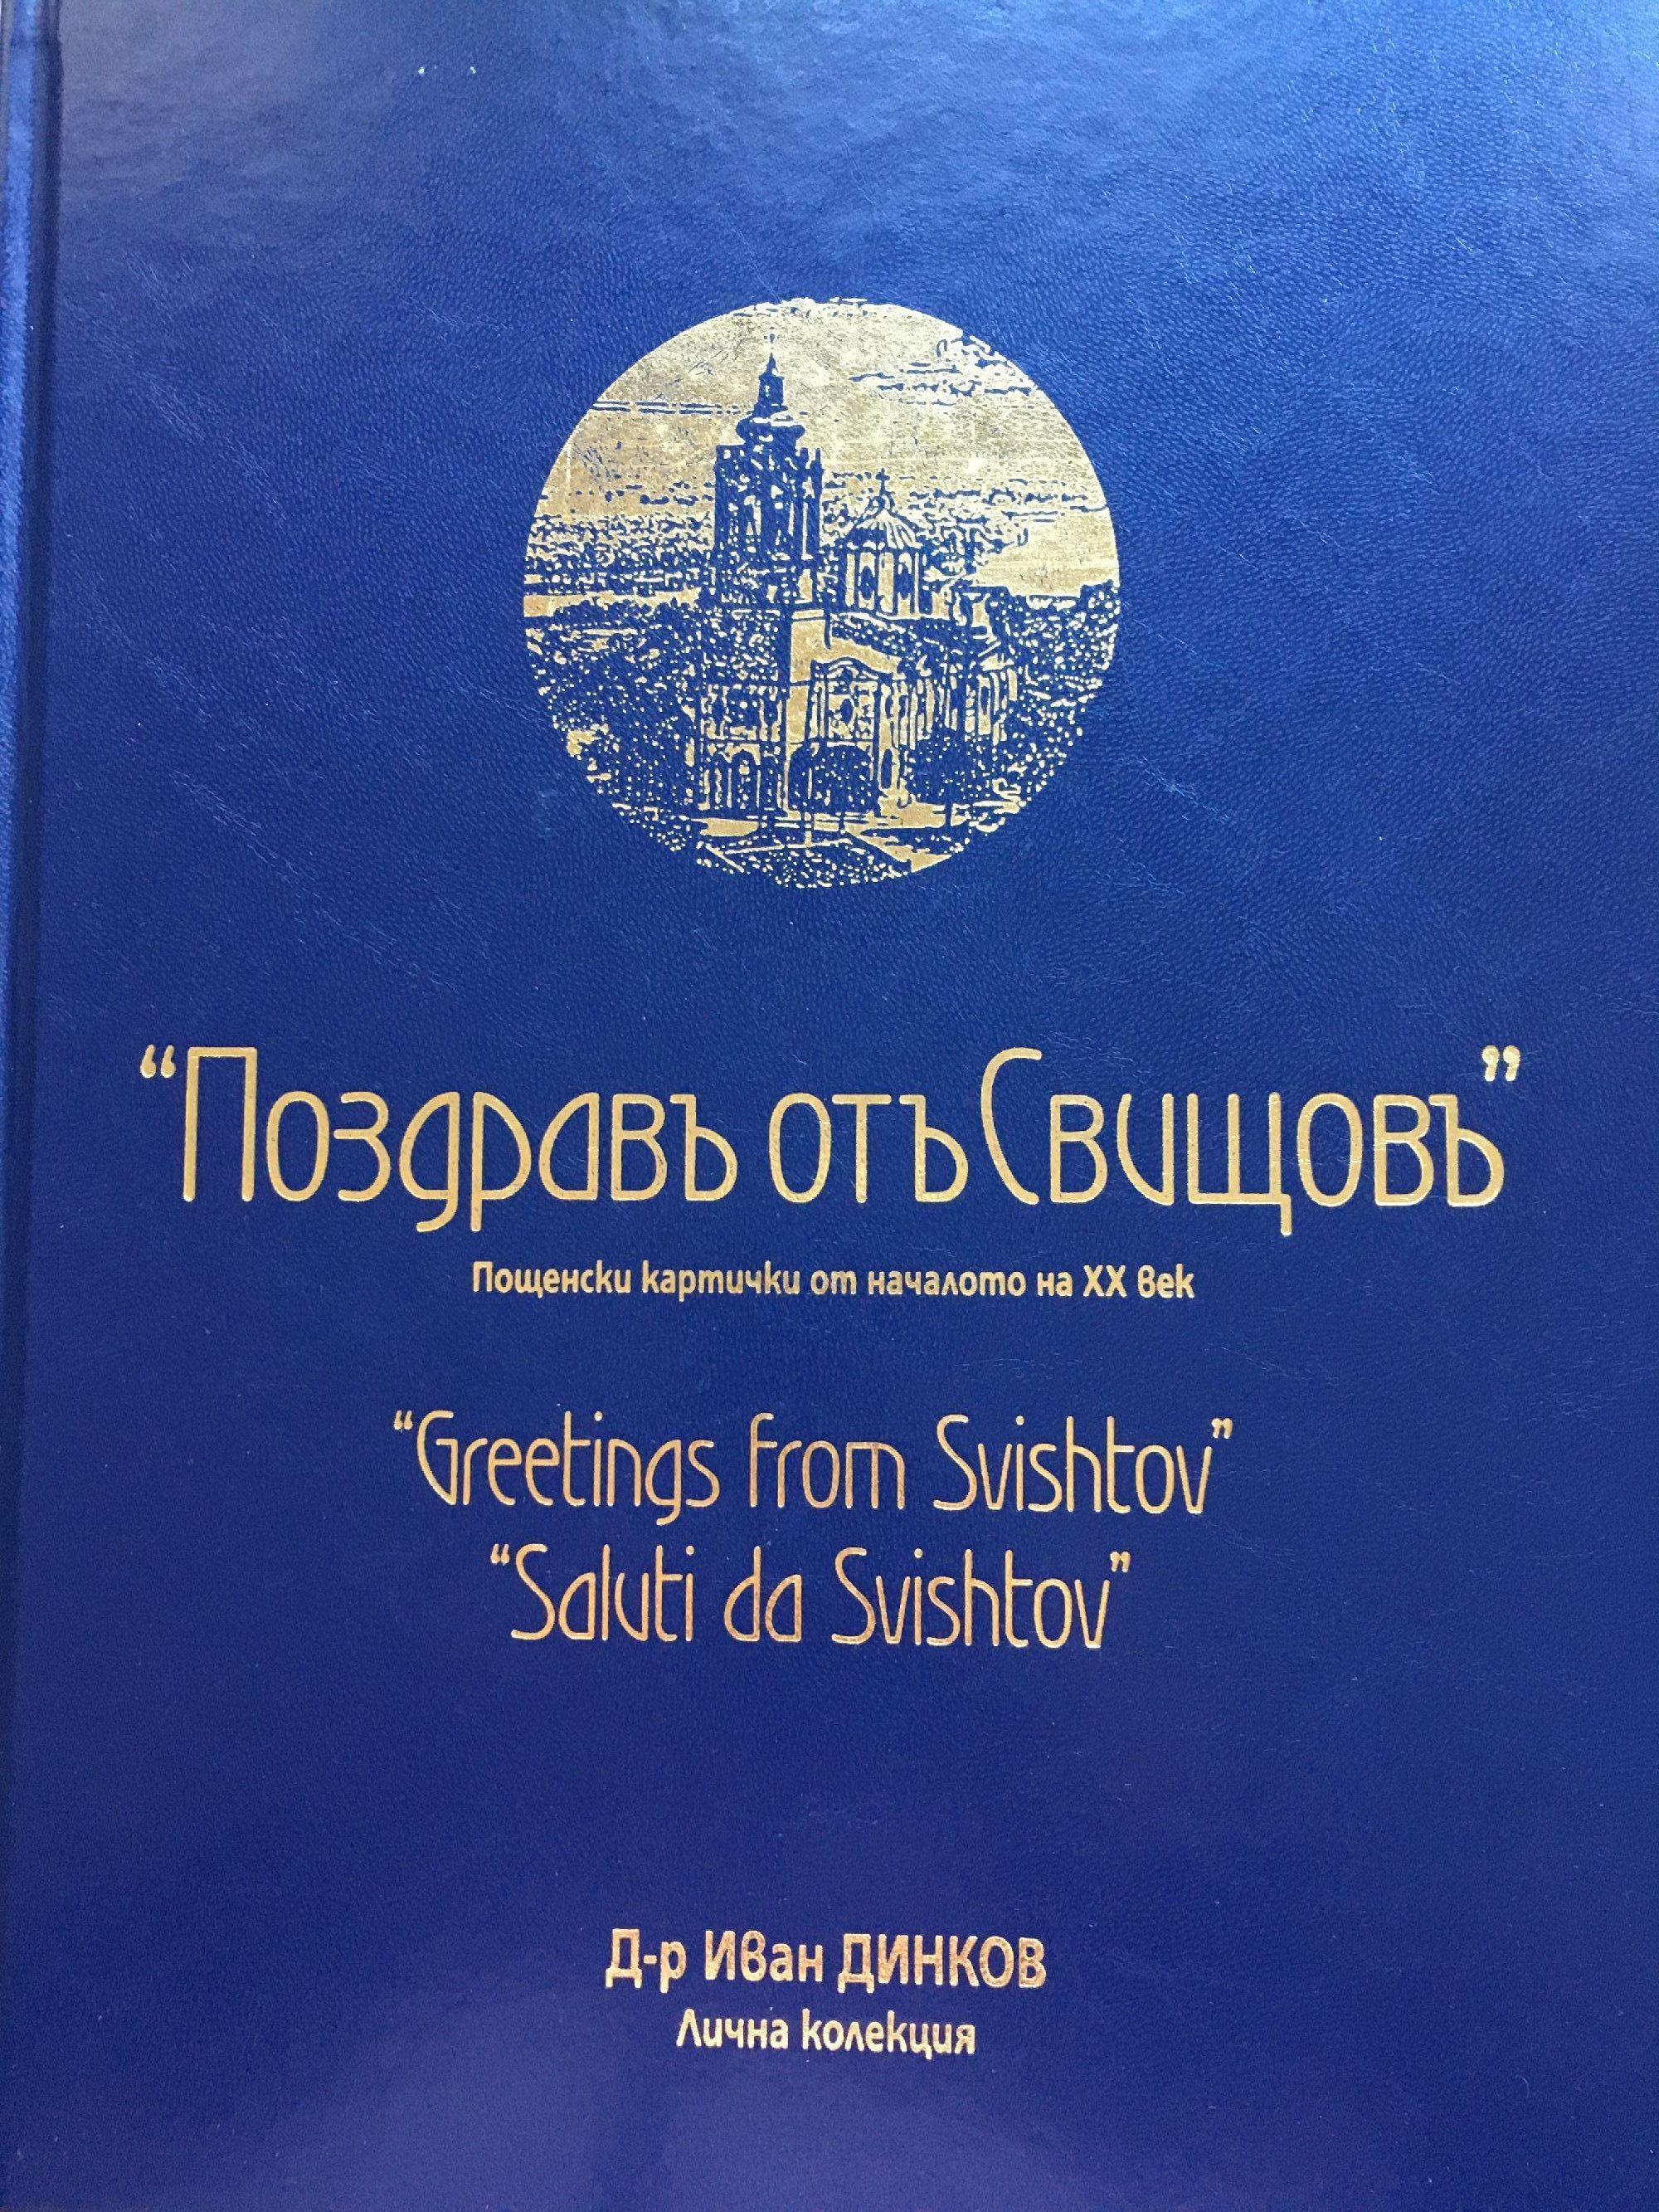 “Поздравъ отъ Свищовъ”
Пощенски картички от началото на XX век
“Greetings from Svishtov”
“Saluti da Svishtov”
Д-р Иван ДИНКОВ
Лична колекция